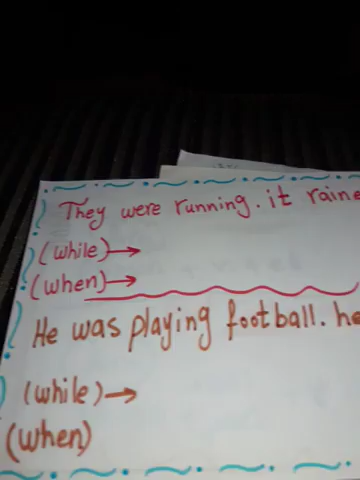 They were running. it raine
(while)→
(when)→
He was playing football. he
(while)→
(when)